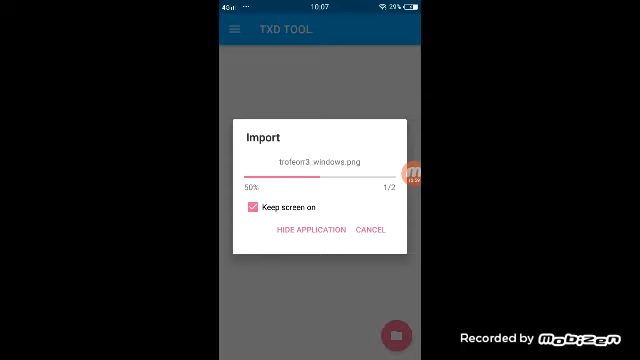 4G 10:07 29%
TXD TOOL
Import
trofeorr3_windows.png
50% 1/2
Keep screen on
HIDE APPLICATION CANCEL
Recorded by MOBIZEN